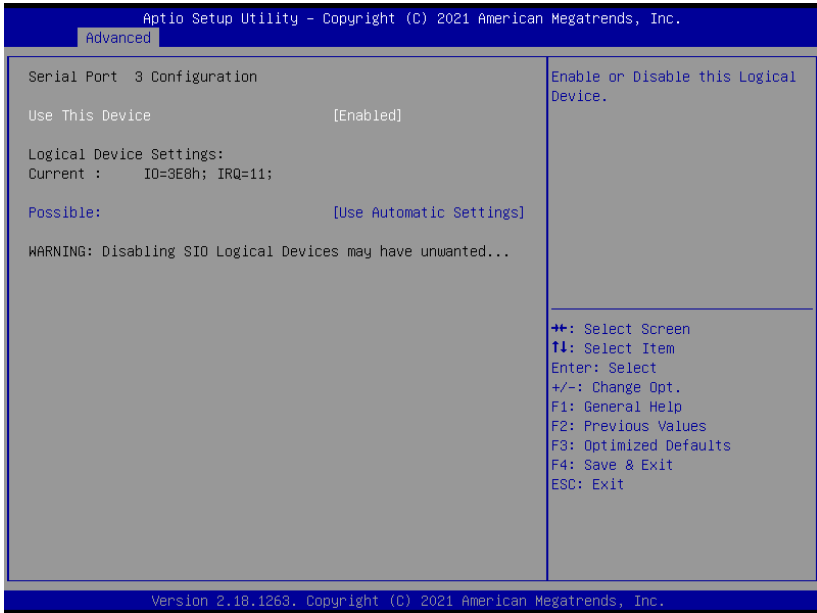 Aptio Setup Utility – Copyright (C) 2021 American Megatrends, Inc.
Advanced
Serial Port 3 Configuration
Use This Device [Enabled]
Logical Device Settings:
Current : IO=3E8h; IRQ=11;
Possible: [Use Automatic Settings]
WARNING: Disabling SIO Logical Devices may have unwanted...
Enable or Disable this Logical
Device.
→←: Select Screen
↑↓: Select Item
Enter: Select
+/-: Change Opt.
F1: General Help
F2: Previous Values
F3: Optimized Defaults
F4: Save & Exit
ESC: Exit
Version 2.18.1263. Copyright (C) 2021 American Megatrends, Inc.